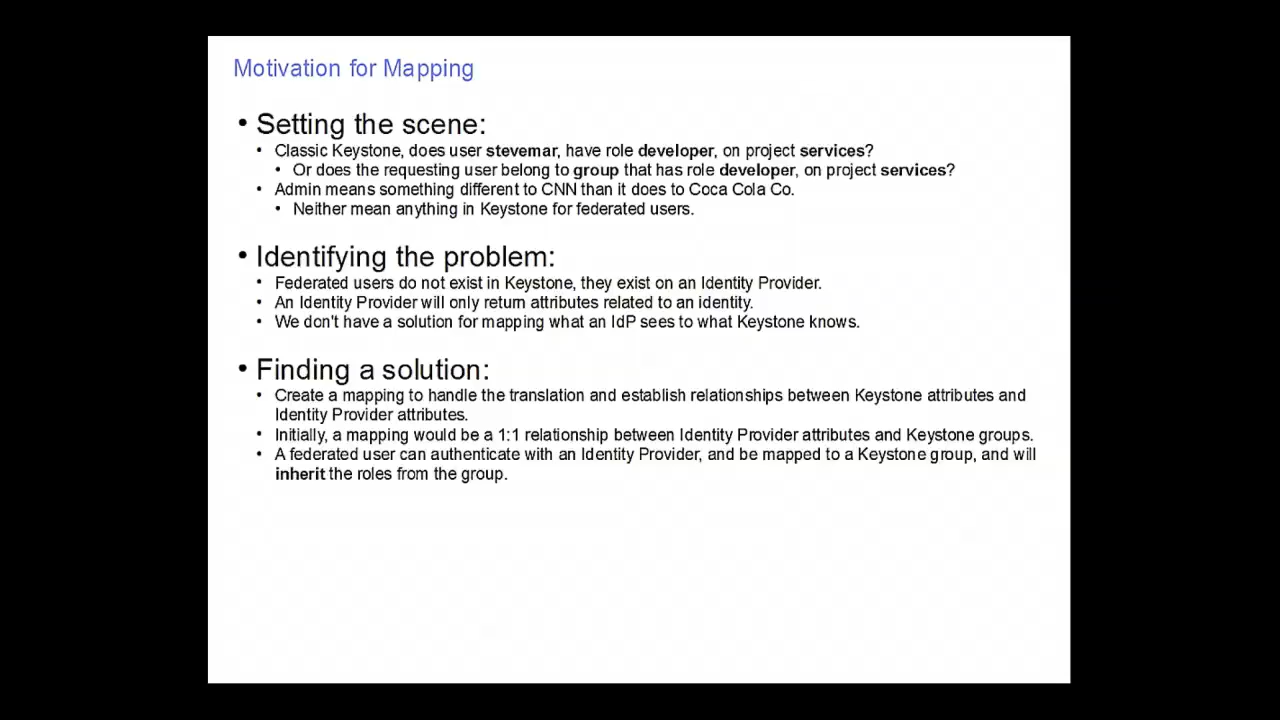 Motivation for Mapping
• Setting the scene:
• Classic Keystone, does user stevemar, have role developer, on project services?
• Or does the requesting user belong to group that has role developer, on project services?
• Admin means something different to CNN than it does to Coca Cola Co.
• Neither mean anything in Keystone for federated users.
• Identifying the problem:
• Federated users do not exist in Keystone, they exist on an Identity Provider.
• An Identity Provider will only return attributes related to an identity.
• We don't have a solution for mapping what an IdP sees to what Keystone knows.
• Finding a solution:
• Create a mapping to handle the translation and establish relationships between Keystone attributes and
Identity Provider attributes.
• Initially, a mapping would be a 1:1 relationship between Identity Provider attributes and Keystone groups.
• A federated user can authenticate with an Identity Provider, and be mapped to a Keystone group, and will
inherit the roles from the group.